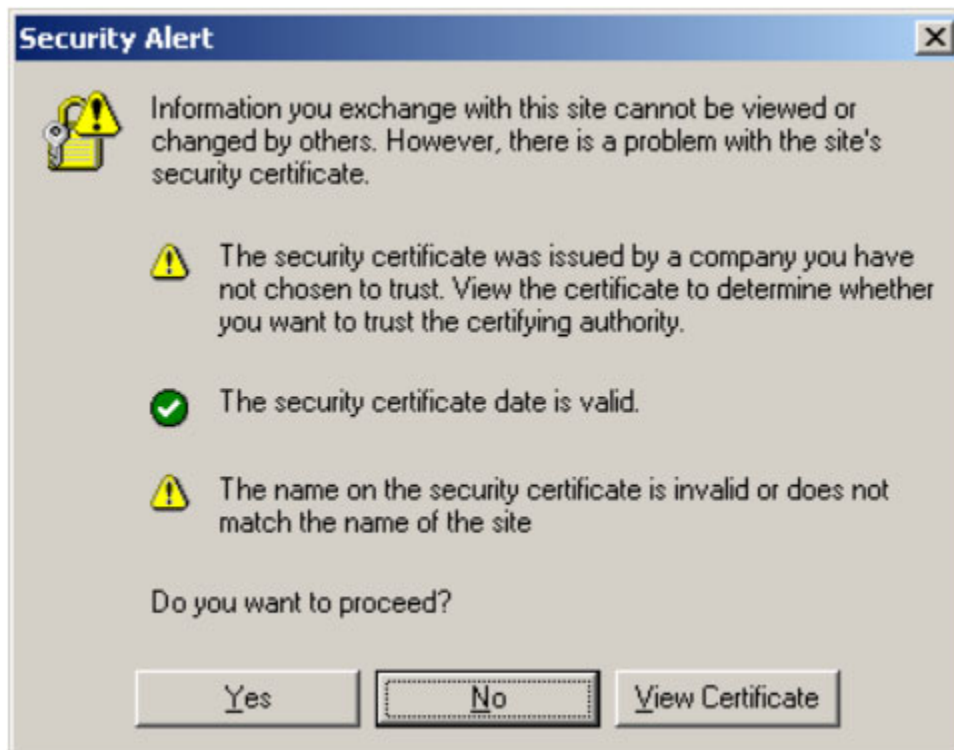 Security Alert
Information you exchange with this site cannot be viewed or
changed by others. However, there is a problem with the site's
security certificate.
The security certificate was issued by a company you have
not chosen to trust. View the certificate to determine whether
you want to trust the certifying authority.
The security certificate date is valid.
The name on the security certificate is invalid or does not
match the name of the site
Do you want to proceed?
Yes
No
View Certificate